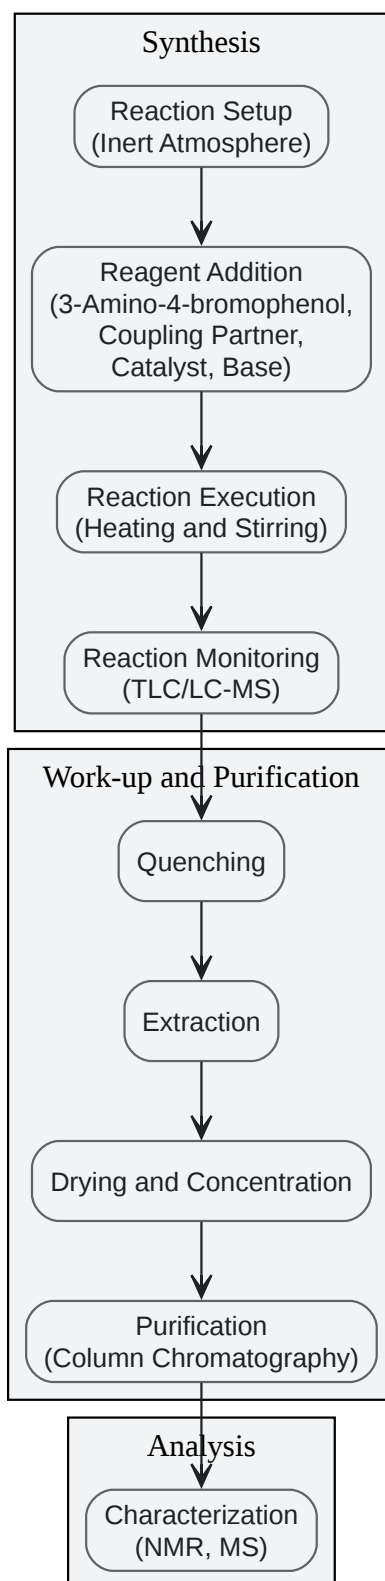 Synthesis
Reaction Setup
(Inert Atmosphere)
Reagent Addition
(3-Amino-4-bromophenol,
Coupling Partner,
Catalyst, Base)
Reaction Execution
(Heating and Stirring)
Reaction Monitoring
(TLC/LC-MS)
Work-up and Purification
Quenching
Extraction
Drying and Concentration
Purification
(Column Chromatography)
Analysis
Characterization
(NMR, MS)